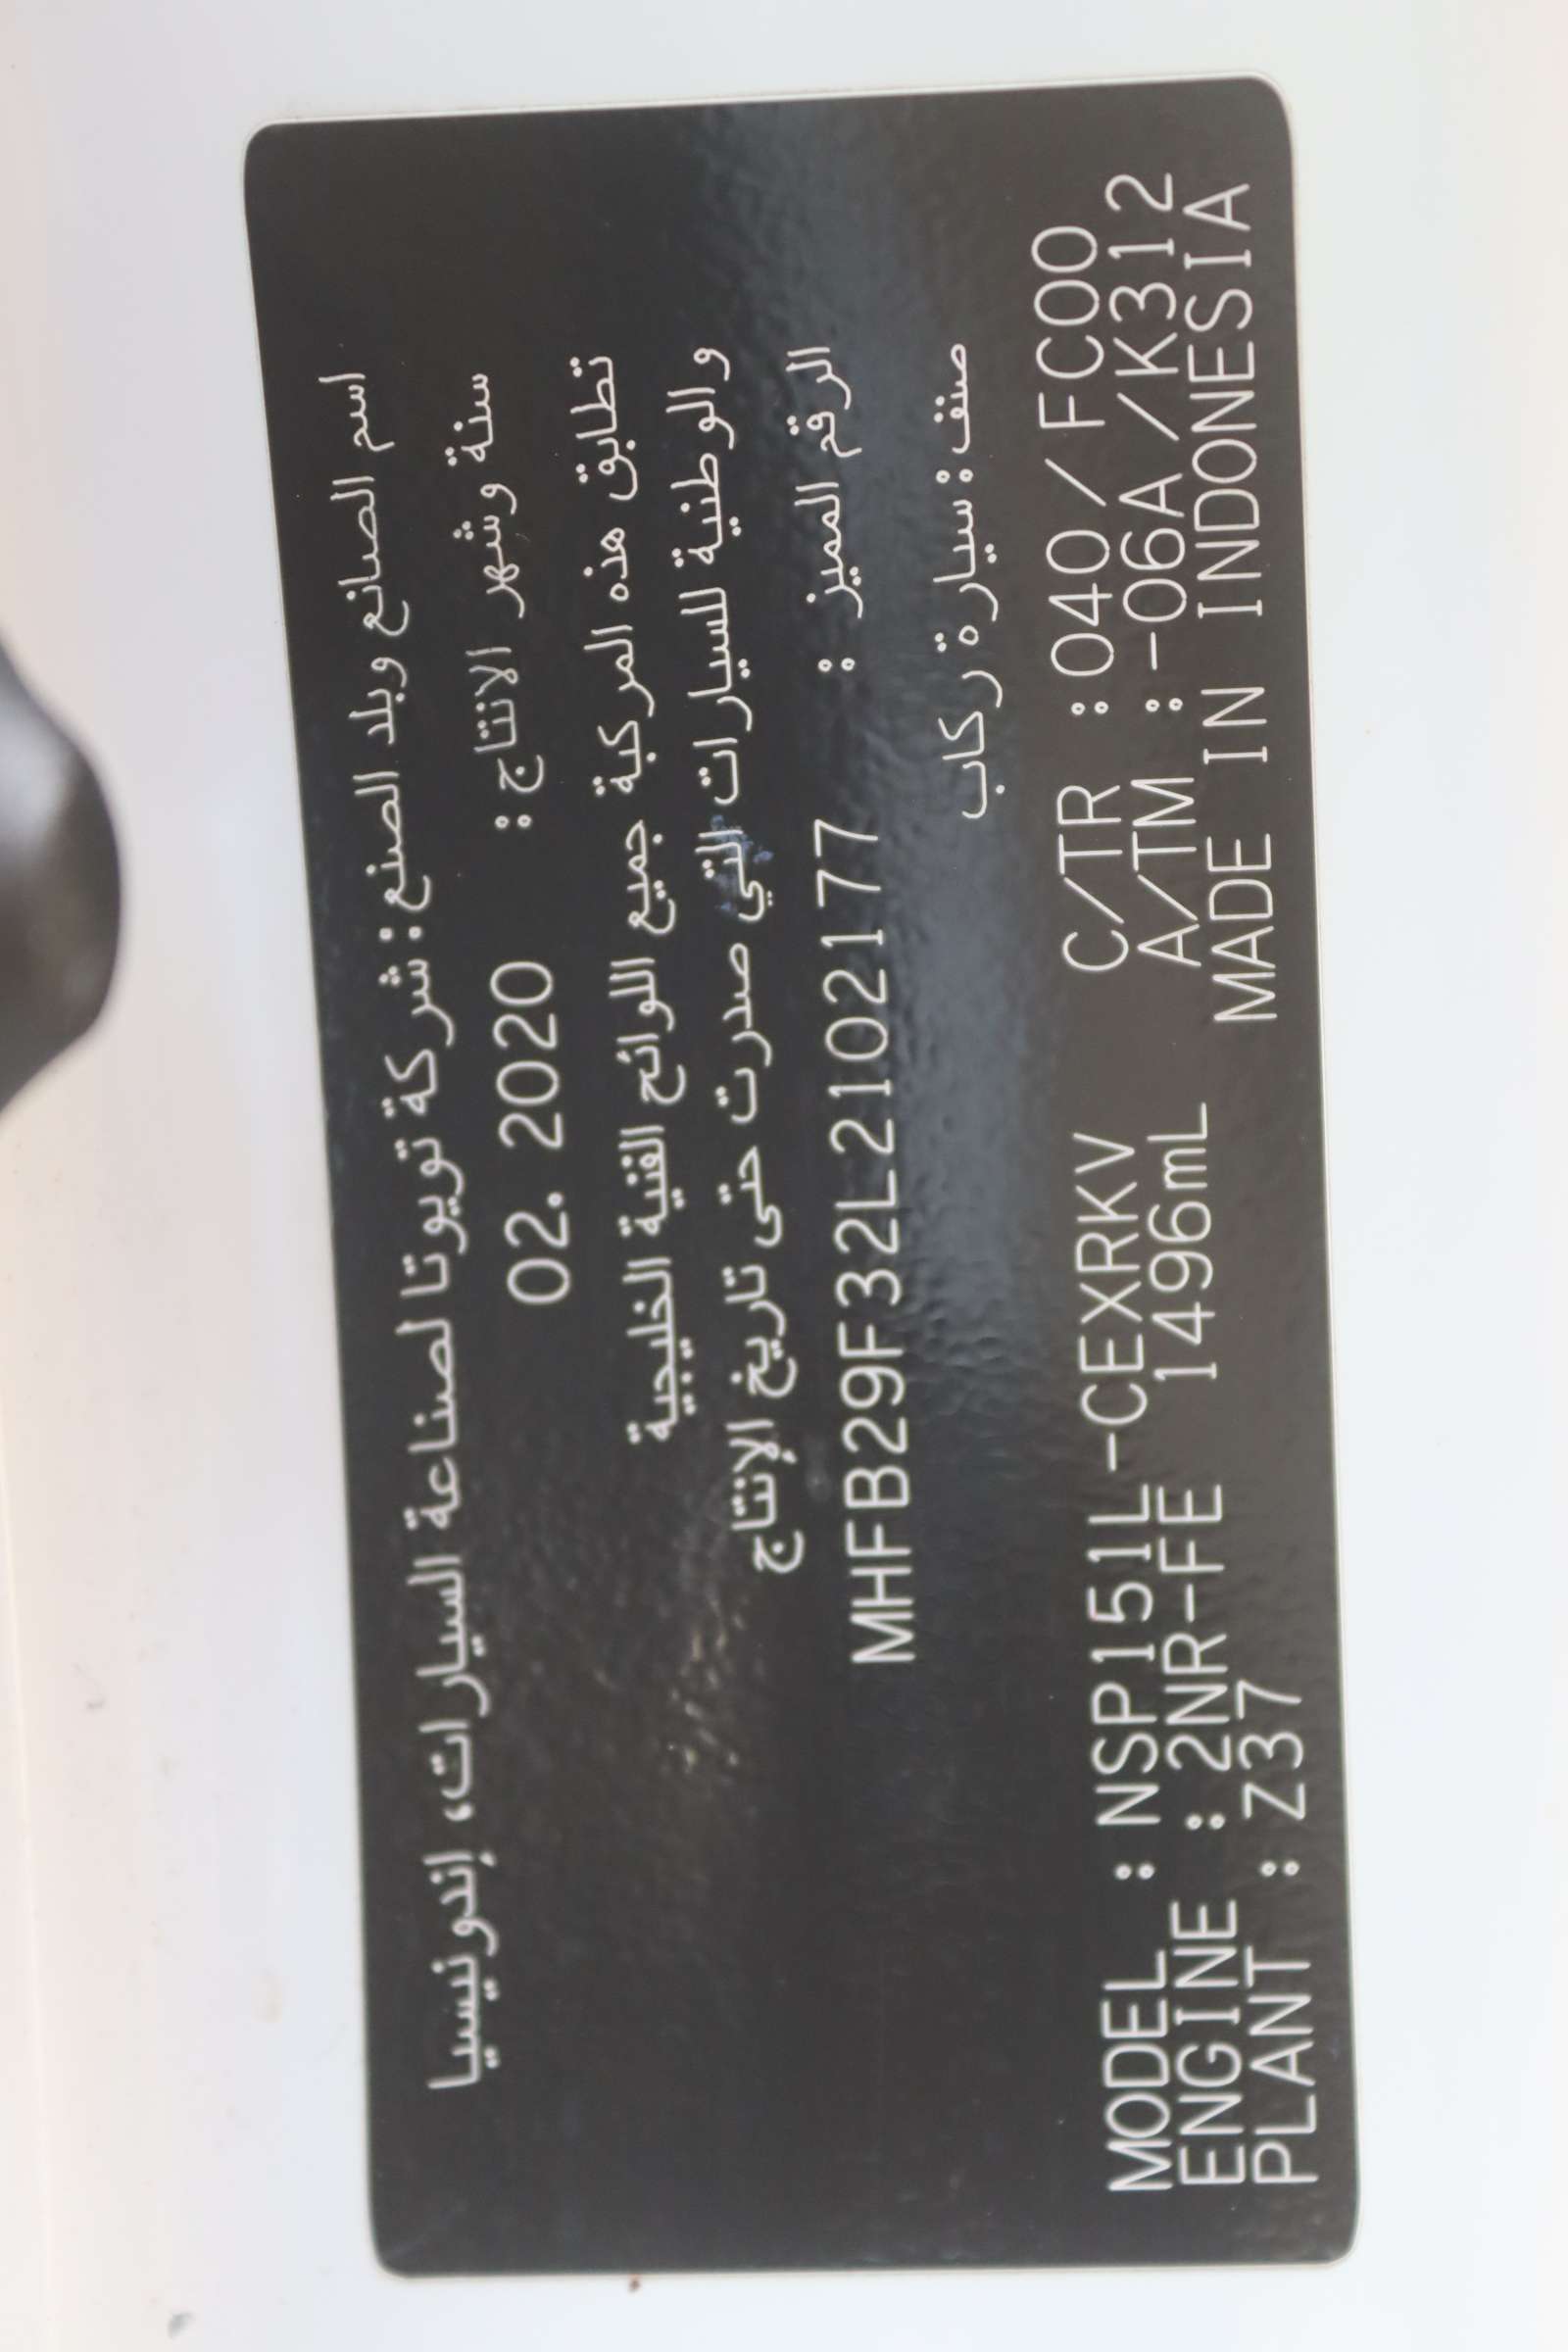 اسم الصانع وبلد الصنع: شركة تويوتا لصناعة السيارات، إندونيسيا
سنة وشهر الانتاج: 02. 2020
تطابق هذه المركبة جميع اللوائح الفنية الخليجية
والوطنية للسيارات التي صدرت حتى تاريخ الإنتاج
الرقم المميز : MHFB29F32L2102177
صنف: سيارة ركاب
MODEL : NSP151L-CEXRKV C/TR :040/FC00
ENGINE : 2NR-FE 1496mL A/TM :-06A/K312
PLANT : Z37 MADE IN INDONESIA